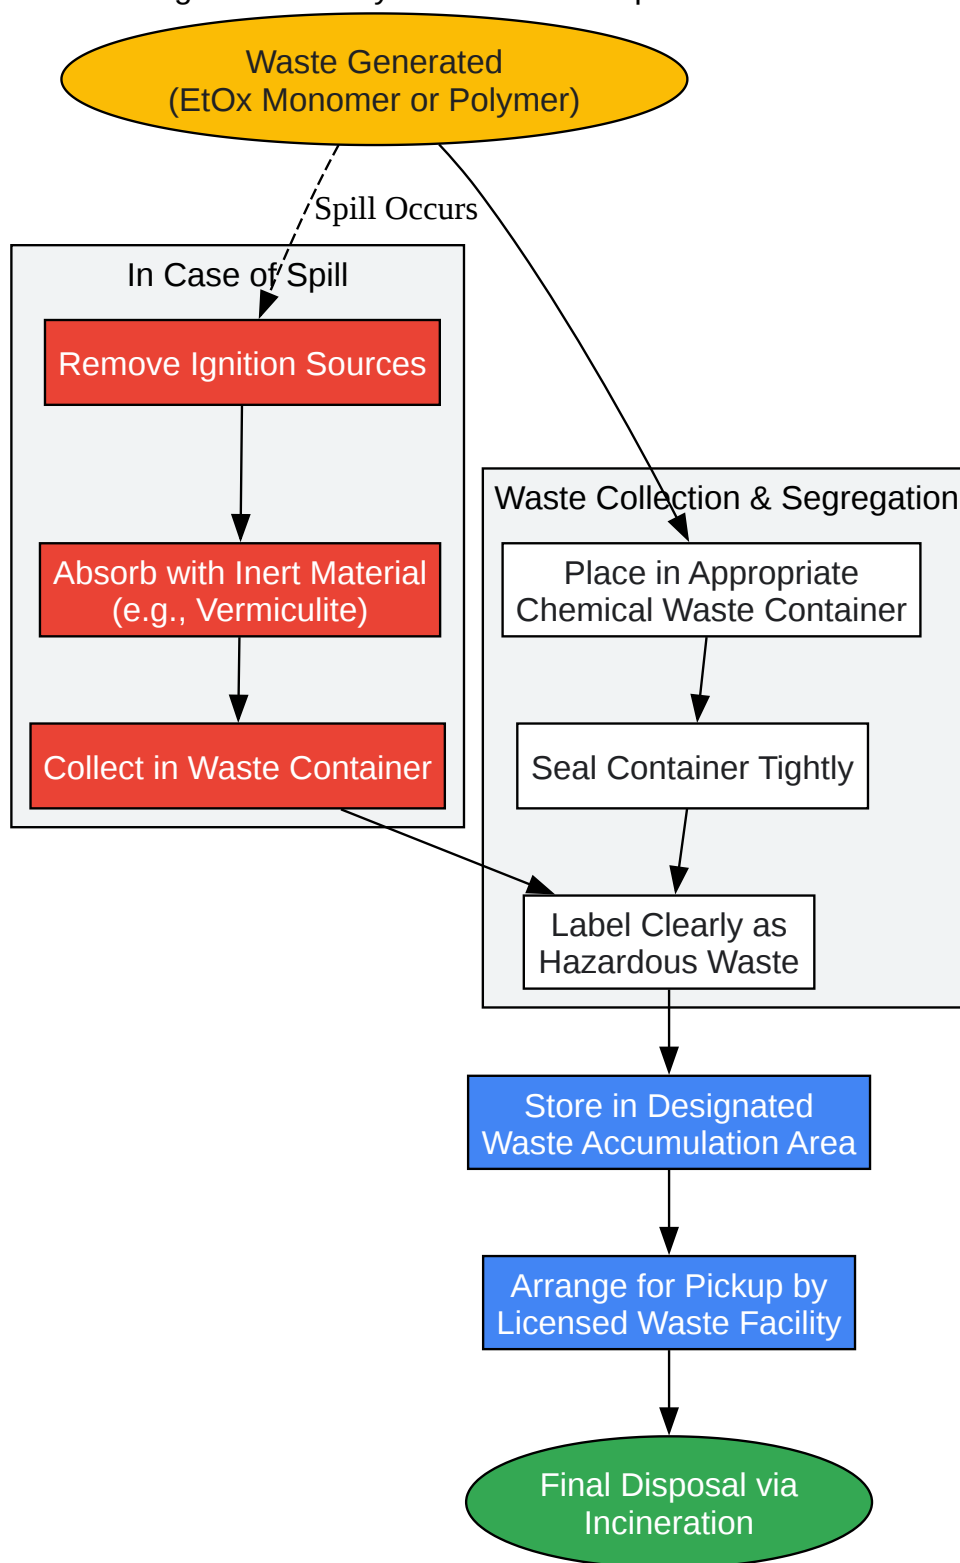 Waste Generated
(EtOx Monomer or Polymer)
Spill Occurs
In Case of Spill
Remove Ignition Sources
Absorb with Inert Material
(e.g., Vermiculite)
Collect in Waste Container
Waste Collection & Segregation
Place in Appropriate
Chemical Waste Container
Seal Container Tightly
Label Clearly as
Hazardous Waste
Store in Designated
Waste Accumulation Area
Arrange for Pickup by
Licensed Waste Facility
Final Disposal via
Incineration